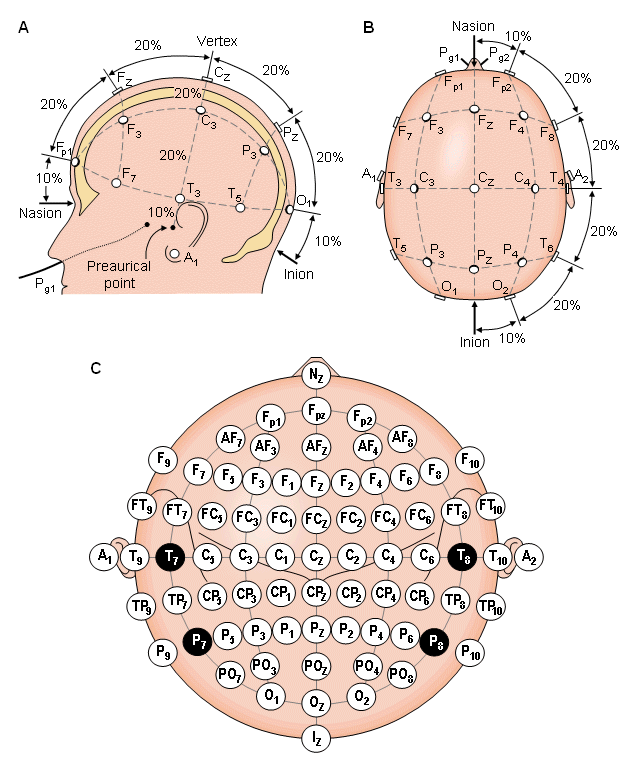 A
20%
Vertex
20%
Fz
Cz
20%
20%
F3
C3
Pz
Fp1
P3
20%
20%
10%
F7
T3
T5
O1
Nasion
10%
10%
Preaurical
point
A1
Inion
Pg1
B
Nasion
10%
Pg1
Pg2
Fp1
Fp2
20%
F7
F3
Fz
F4
F8
20%
A1
T3
C3
Cz
C4
T4
A2
20%
T5
P3
Pz
P4
T6
O1
O2
20%
Inion
10%
C
Nz
Fp1 Fpz Fp2
AF7 AF3 AFz AF4 AF8
F9 F7 F5 F3 F1 Fz F2 F4 F6 F8 F10
FT9 FT7 FC5 FC3 FC1 FCz FC2 FC4 FC6 FT8 FT10
A1 T9 T7 C5 C3 C1 Cz C2 C4 C6 T8 T10 A2
TP9 TP7 CP5 CP3 CP1 CPz CP2 CP4 CP6 TP8 TP10
P9 P7 P5 P3 P1 Pz P2 P4 P6 P8 P10
PO7 PO3 POz PO4 PO8
O1 Oz O2
Iz